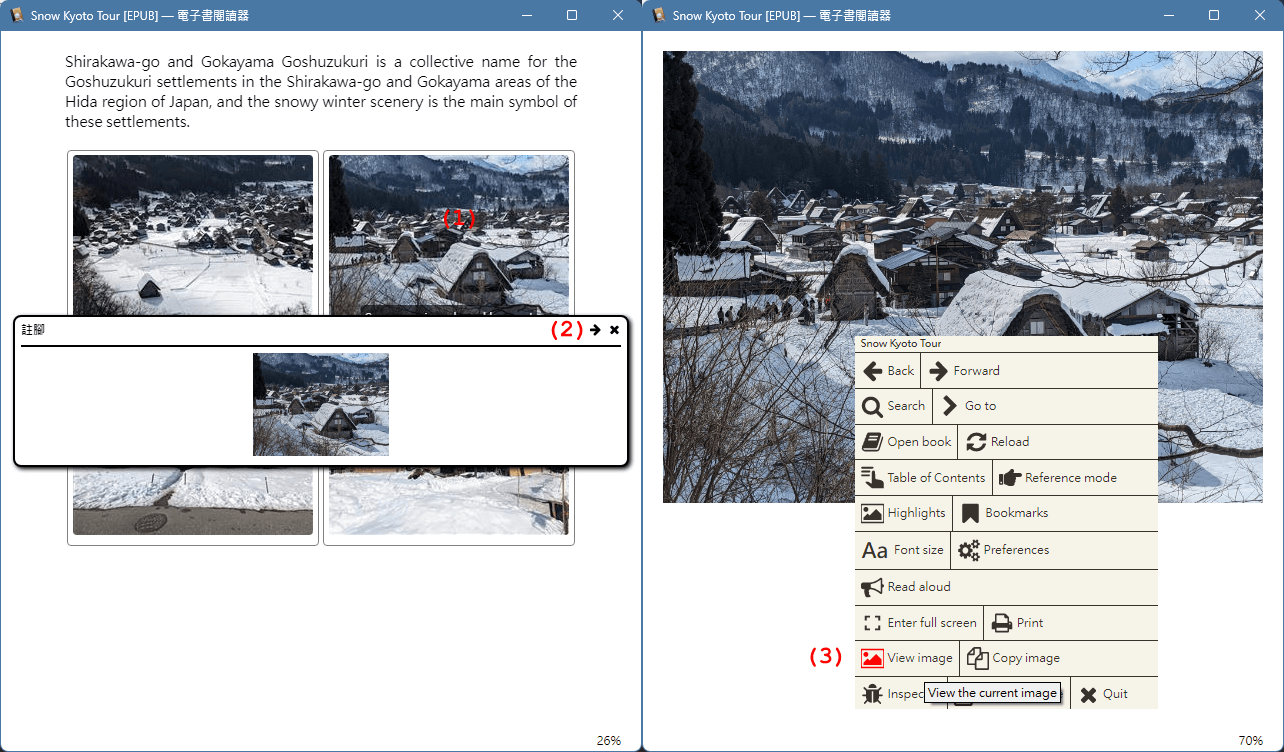 Snow Kyoto Tour [EPUB] — 電子書閱讀器
Shirakawa-go and Gokayama Goshuzukuri is a collective name for the
Goshuzukuri settlements in the Shirakawa-go and Gokayama areas of the
Hida region of Japan, and the snowy winter scenery is the main symbol of
these settlements.
(1)
註腳
(2)
26%
Snow Kyoto Tour [EPUB] — 電子書閱讀器
Snow Kyoto Tour
Back Forward
Search Go to
Open book Reload
Table of Contents Reference mode
Highlights Bookmarks
Aa Font size Preferences
Read aloud
Enter full screen Print
(3) View image Copy image
Inspec Quit
View the current image
70%